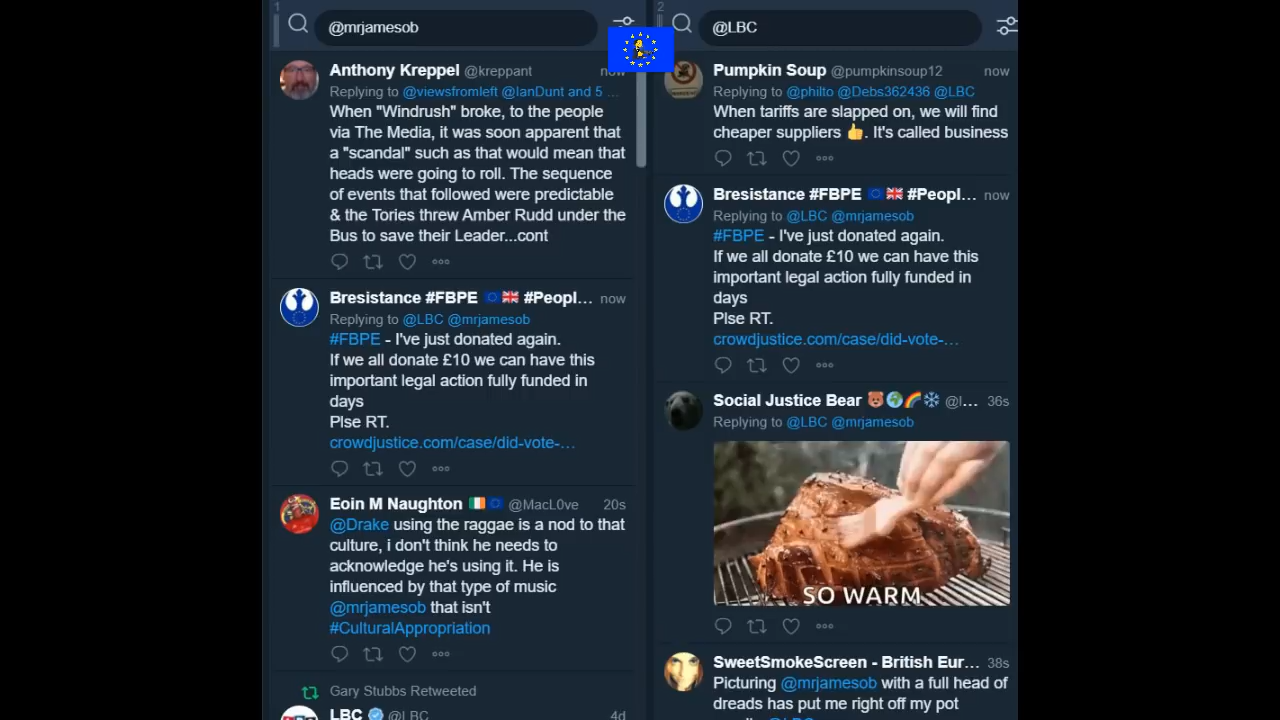 1
@mrjamesob
Anthony Kreppel @kreppant now
Replying to @viewsfromleft @IanDunt and 5 ...
When "Windrush" broke, to the people
via The Media, it was soon apparent that
a "scandal" such as that would mean that
heads were going to roll. The sequence
of events that followed were predictable
& the Tories threw Amber Rudd under the
Bus to save their Leader...cont
Bresistance #FBPE 🇪🇺🇬🇧 #Peopl... now
Replying to @LBC @mrjamesob
#FBPE - I've just donated again.
If we all donate £10 we can have this
important legal action fully funded in
days
Plse RT.
crowdjustice.com/case/did-vote-…
Eoin M Naughton 🇮🇪🇪🇺 @MacL0ve 20s
@Drake using the raggae is a nod to that
culture, i don't think he needs to
acknowledge he's using it. He is
influenced by that type of music
@mrjamesob that isn't
#CulturalAppropriation
Gary Stubbs Retweeted
LBC @LBC 4d
2
@LBC
Pumpkin Soup @pumpkinsoup12 now
Replying to @philto @Debs362436 @LBC
When tariffs are slapped on, we will find
cheaper suppliers 👍. It's called business
Bresistance #FBPE 🇪🇺🇬🇧 #Peopl... now
Replying to @LBC @mrjamesob
#FBPE - I've just donated again.
If we all donate £10 we can have this
important legal action fully funded in
days
Plse RT.
crowdjustice.com/case/did-vote-…
Social Justice Bear 🐻🌍🌈❄ @l... 36s
Replying to @LBC @mrjamesob
SO WARM
SweetSmokeScreen - British Eur... 38s
Picturing @mrjamesob with a full head of
dreads has put me right off my pot
@LBC